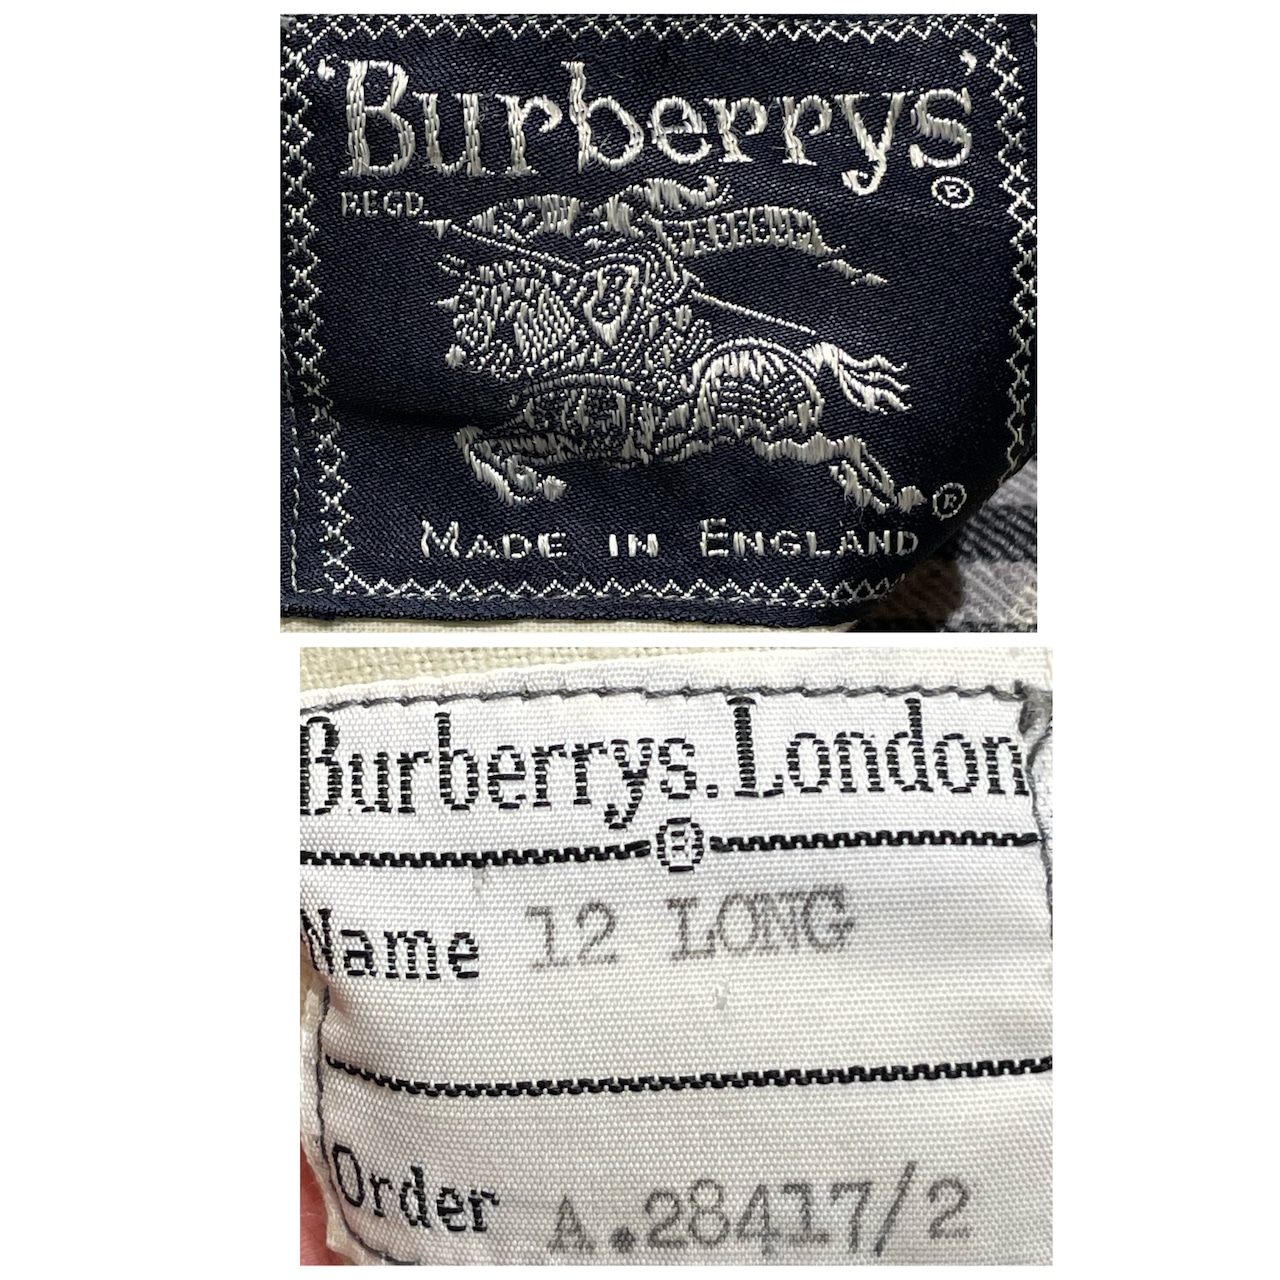 'Burberrys'
REGD. ®
B
®
MADE IN ENGLAND
Burberrys. London
®
Name 12 LONG
Order A.28417/2